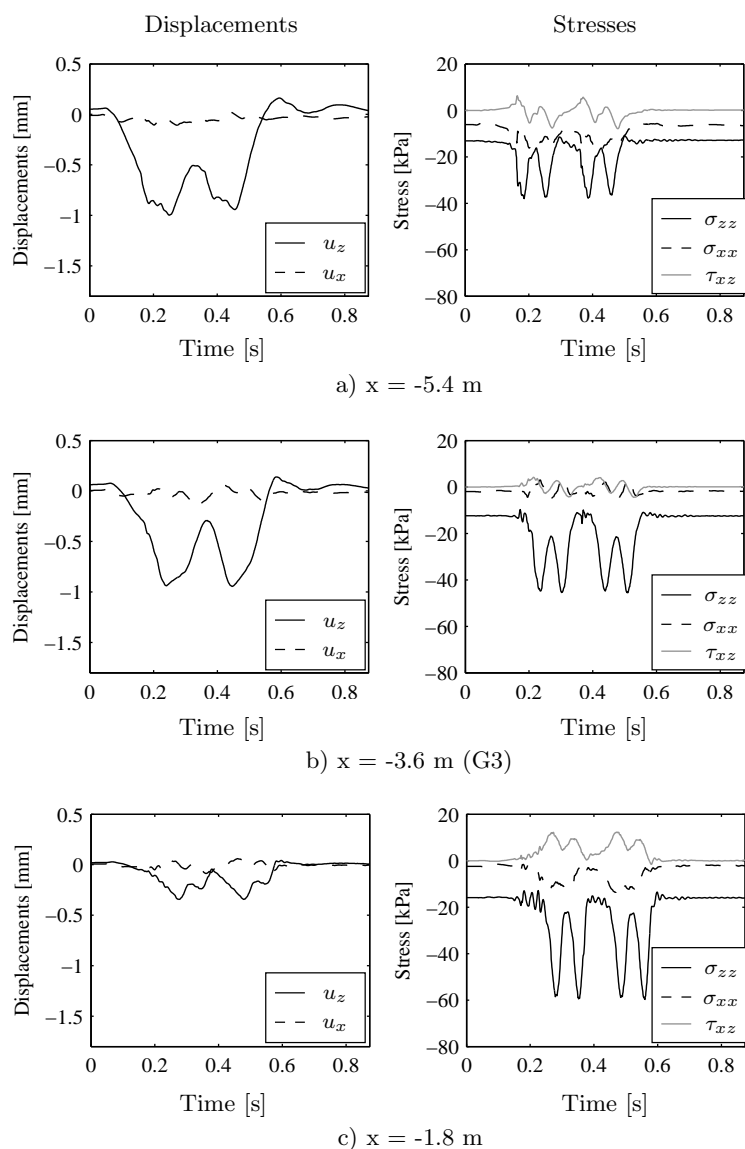 Displacements
Stresses
Displacements [mm]
0.5
0
−0.5
−1
−1.5
u_z
u_x
0 0.2 0.4 0.6 0.8
Time [s]
Stress [kPa]
20
0
−20
−40
−60
−80
σ_zz
σ_xx
τ_xz
0 0.2 0.4 0.6 0.8
Time [s]
a) x = -5.4 m
Displacements [mm]
0.5
0
−0.5
−1
−1.5
u_z
u_x
0 0.2 0.4 0.6 0.8
Time [s]
Stress [kPa]
20
0
−20
−40
−60
−80
σ_zz
σ_xx
τ_xz
0 0.2 0.4 0.6 0.8
Time [s]
b) x = -3.6 m (G3)
Displacements [mm]
0.5
0
−0.5
−1
−1.5
u_z
u_x
0 0.2 0.4 0.6 0.8
Time [s]
Stress [kPa]
20
0
−20
−40
−60
−80
σ_zz
σ_xx
τ_xz
0 0.2 0.4 0.6 0.8
Time [s]
c) x = -1.8 m